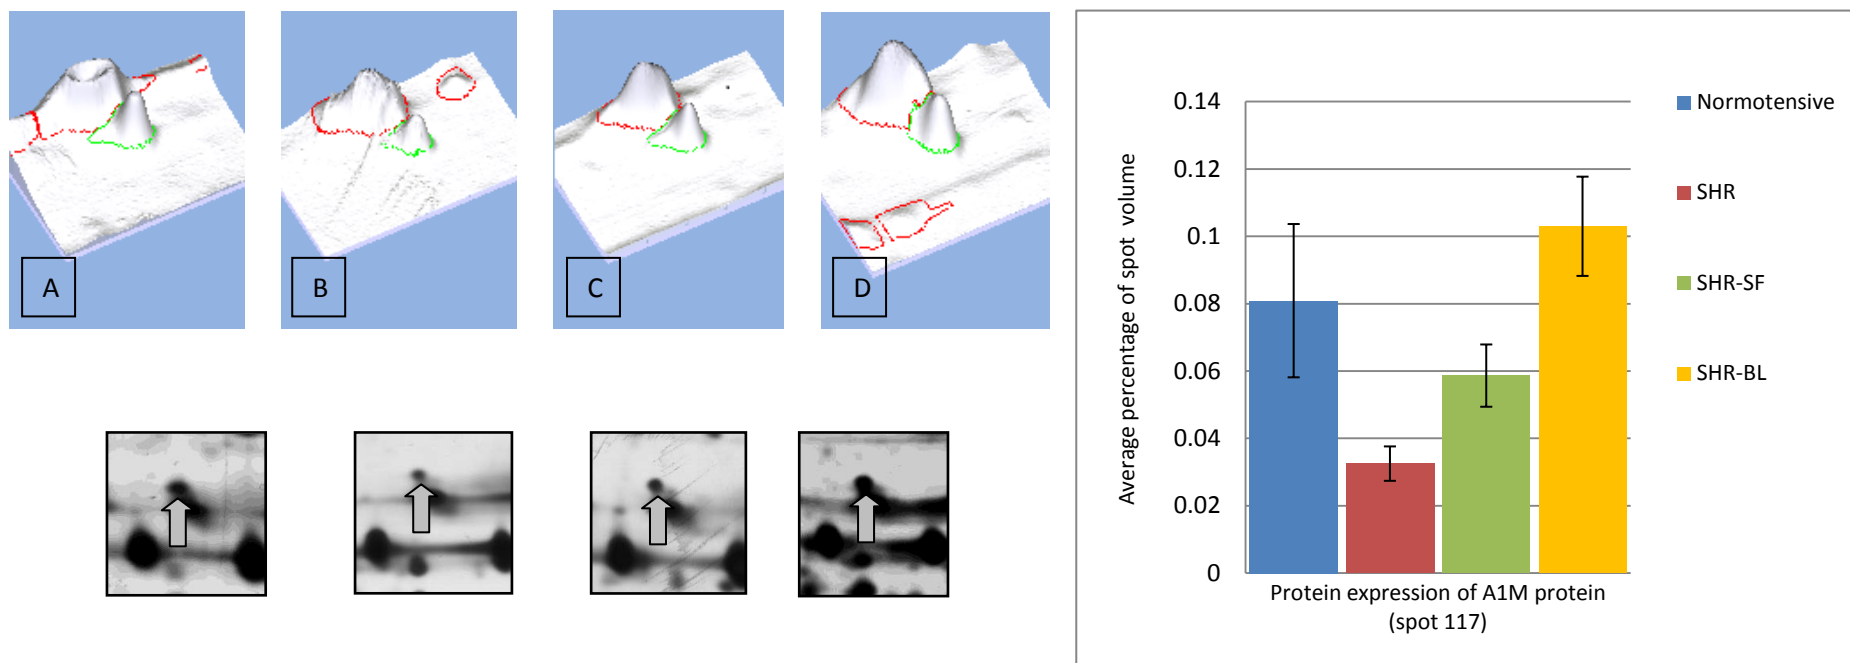 A
B
C
D
Average percentage of spot volume
0.14
0.12
0.1
0.08
0.06
0.04
0.02
0
Protein expression of A1M protein
(spot 117)
Normotensive
SHR
SHR-SF
SHR-BL